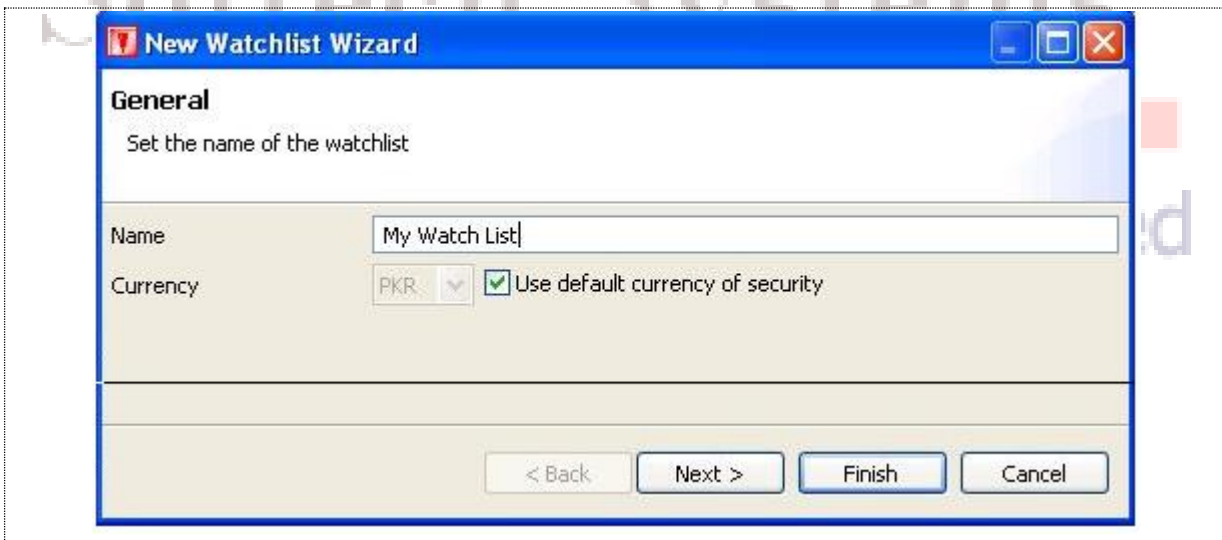 New Watchlist Wizard
General
Set the name of the watchlist
Name My Watch List
Currency PKR Use default currency of security
< Back Next > Finish Cancel